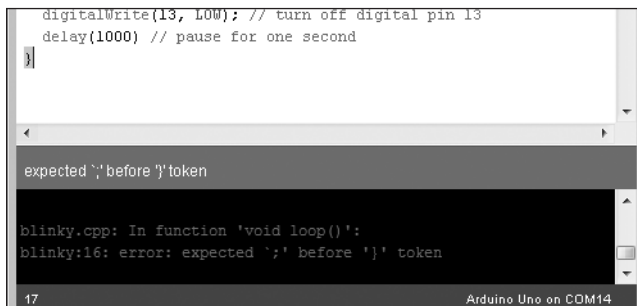 digitalWrite(13, LOW); // turn off digital pin 13
delay(1000) // pause for one second
}
expected `;' before '}' token
blinky.cpp: In function 'void loop()':
blinky:16: error: expected `;' before '}' token
17 Arduino Uno on COM14